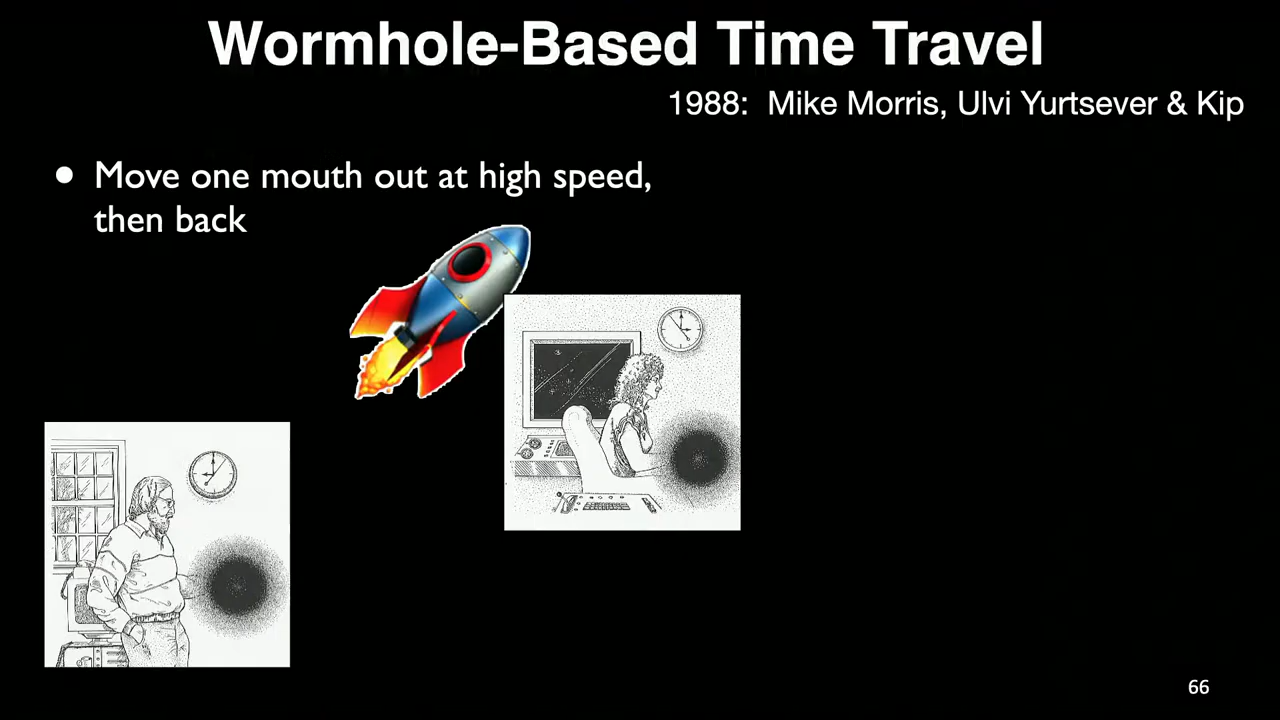 Wormhole-Based Time Travel
1988:  Mike Morris, Ulvi Yurtsever & Kip
• Move one mouth out at high speed,
then back
66